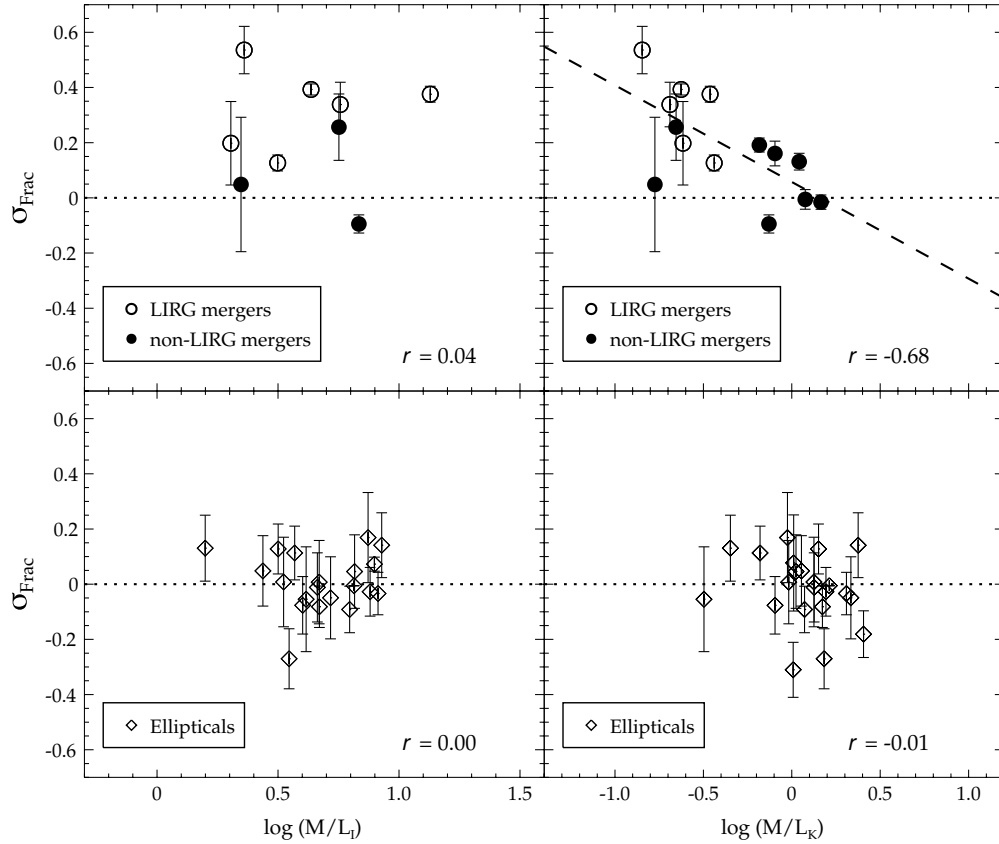 0.6
0.4
0.2
0
-0.2
-0.4
-0.6
σFrac
LIRG mergers
non-LIRG mergers
r = 0.04
LIRG mergers
non-LIRG mergers
r = -0.68
0.6
0.4
0.2
0
-0.2
-0.4
-0.6
σFrac
Ellipticals
r = 0.00
Ellipticals
r = -0.01
0 0.5 1.0 1.5
-1.0 -0.5 0 0.5 1.0
log (M/LI)
log (M/LK)